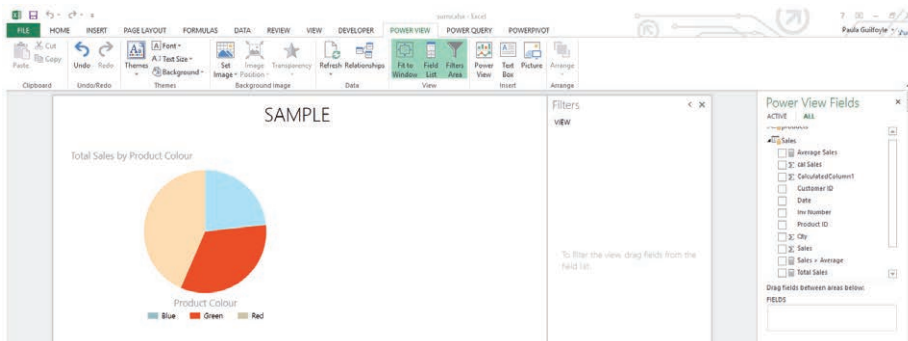 sumx.xlsx - Excel
FILE HOME INSERT PAGE LAYOUT FORMULAS DATA REVIEW VIEW DEVELOPER POWER VIEW POWER QUERY POWERPIVOT
Paula Guilfoyle
Cut
Copy
Paste
Undo Redo
Themes
Font
Text Size
Background
Set Image
Image Position
Transparency
Refresh Relationships
Fit to Window
Field List
Filters Area
Power View
Text Box
Picture
Arrange
Clipboard Undo/Redo Themes Background Image Data View Insert Arrange
SAMPLE
Total Sales by Product Colour
Product Colour
Blue Green Red
Filters
VIEW
To filter the view, drag fields from the
field list.
Power View Fields
ACTIVE ALL
Sales
Average Sales
cal Sales
CalculatedColumn1
Customer ID
Date
Inv Number
Product ID
Qty
Sales
Sales v Average
Total Sales
Drag fields between areas below:
FIELDS